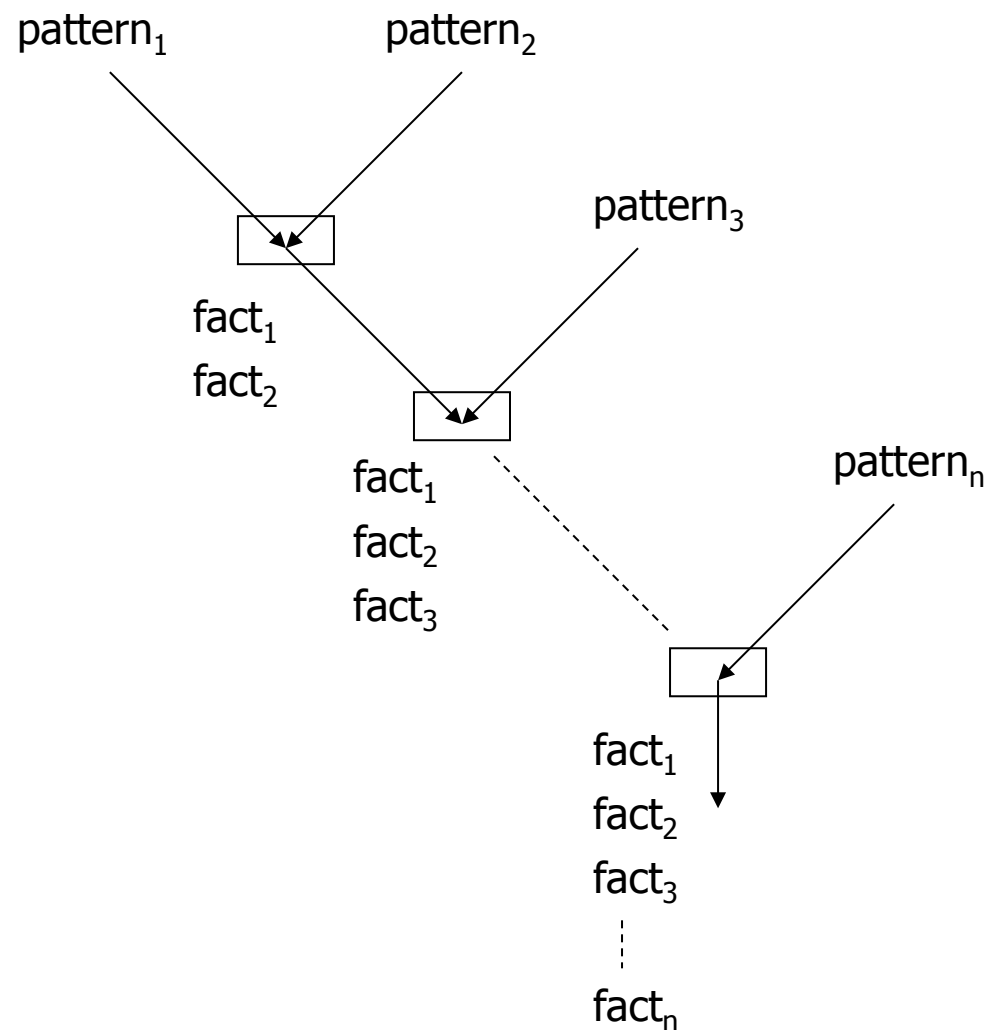 pattern₁
pattern₂
pattern₃
fact₁
fact₂
patternₙ
fact₁
fact₂
fact₃
fact₁
fact₂
fact₃
factₙ